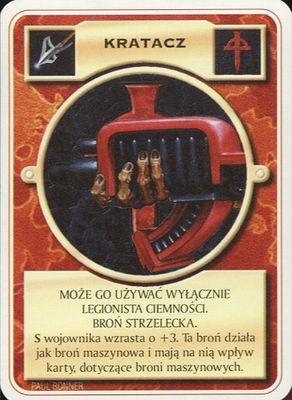 KRATACZ
MOŻE GO UŻYWAĆ WYŁĄCZNIE
LEGIONISTA CIEMNOŚCI.
BROŃ STRZELECKA.
S wojownika wzrasta o +3. Ta broń działa
jak broń maszynowa i mają na nią wpływ
karty, dotyczące broni maszynowych.
PAUL BONNER